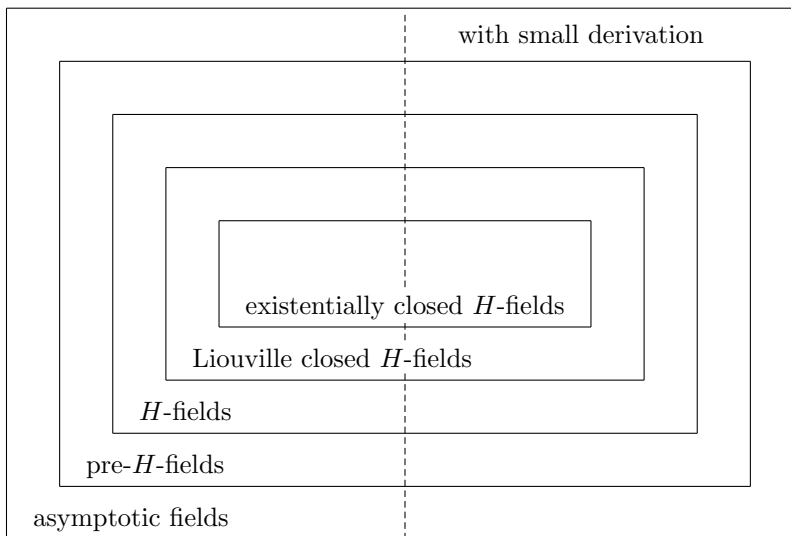 with small derivation
existentially closed H-fields
Liouville closed H-fields
H-fields
pre-H-fields
asymptotic fields